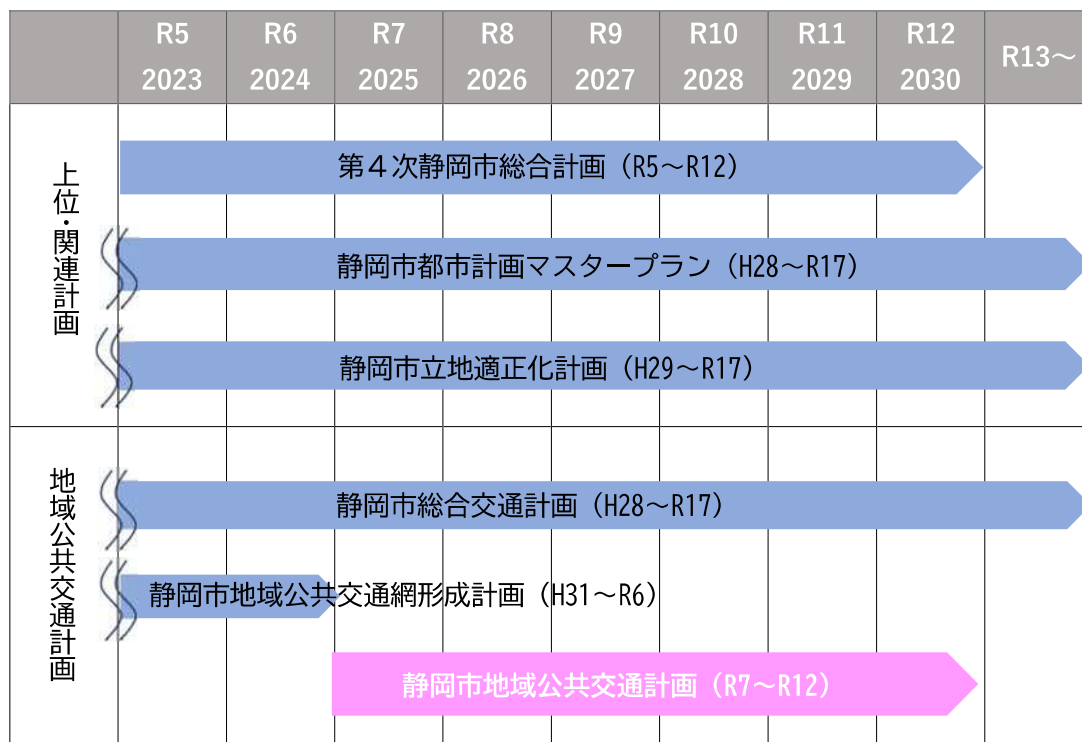 R5 R6 R7 R8 R9 R10 R11 R12 R13～
2023 2024 2025 2026 2027 2028 2029 2030
上位・関連計画
第４次静岡市総合計画（R5～R12）
静岡市都市計画マスタープラン（H28～R17）
静岡市立地適正化計画（H29～R17）
地域公共交通計画
静岡市総合交通計画（H28～R17）
静岡市地域公共交通網形成計画（H31～R6）
静岡市地域公共交通計画（R7～R12）